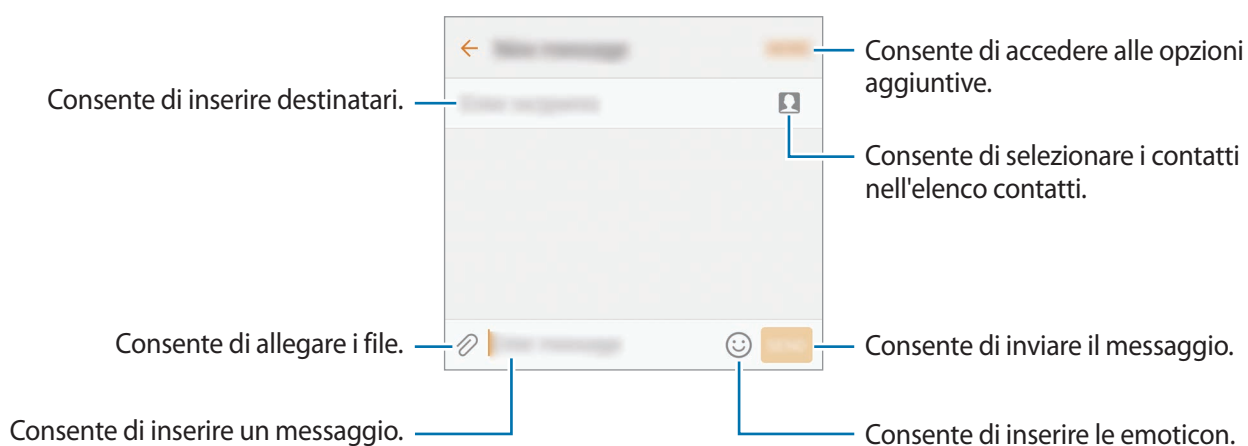 Consente di accedere alle opzioni
aggiuntive.
Consente di inserire destinatari.
Consente di selezionare i contatti
nell'elenco contatti.
Consente di allegare i file.
Consente di inviare il messaggio.
Consente di inserire un messaggio.
Consente di inserire le emoticon.